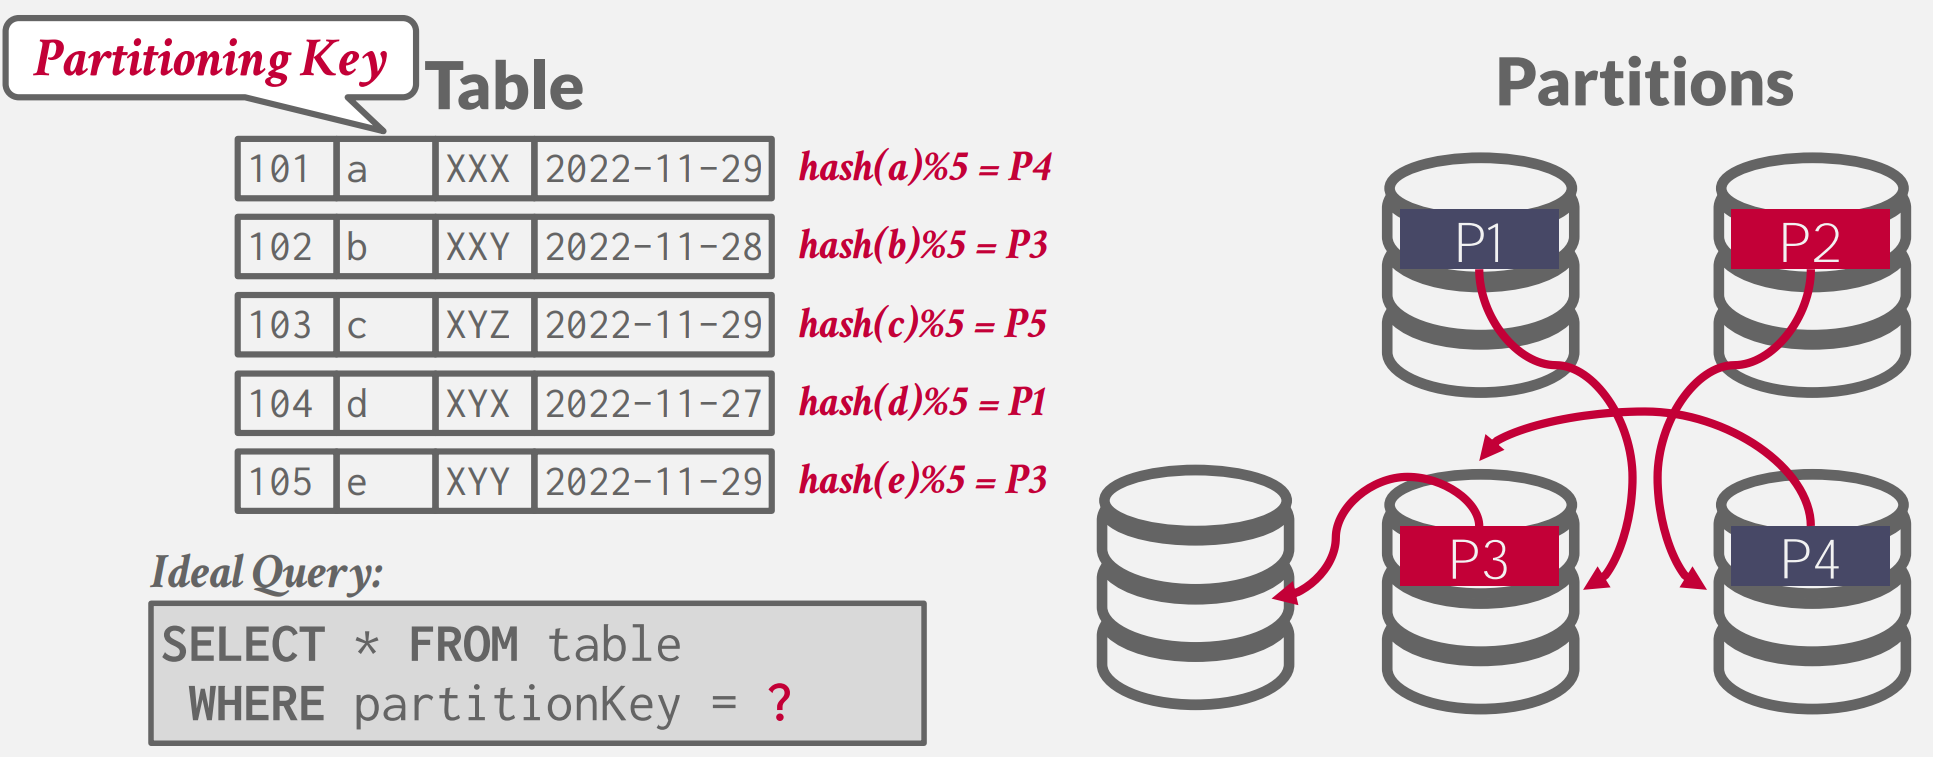 Partitioning Key
Table
101 a XXX 2022-11-29 hash(a)%5 = P4
102 b XXY 2022-11-28 hash(b)%5 = P3
103 c XYZ 2022-11-29 hash(c)%5 = P5
104 d XYX 2022-11-27 hash(d)%5 = P1
105 e XYY 2022-11-29 hash(e)%5 = P3
Ideal Query:
SELECT * FROM table
WHERE partitionKey = ?
Partitions
P1 P2
P3 P4